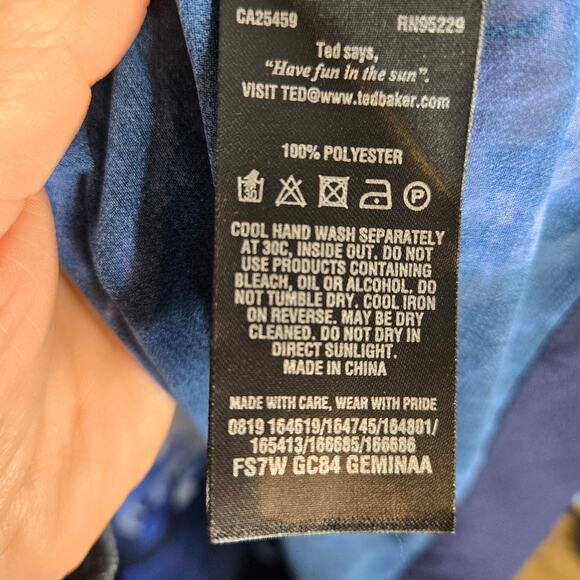 CA25459 RN95229
Ted says,
"Have fun in the sun".
VISIT TED@www.tedbaker.com
100% POLYESTER
30 P
COOL HAND WASH SEPARATELY
AT 30C, INSIDE OUT. DO NOT
USE PRODUCTS CONTAINING
BLEACH, OIL OR ALCOHOL. DO
NOT TUMBLE DRY. COOL IRON
ON REVERSE. MAY BE DRY
CLEANED. DO NOT DRY IN
DIRECT SUNLIGHT.
MADE IN CHINA
MADE WITH CARE, WEAR WITH PRIDE
0819 164619/164745/164801/
165413/166685/166686
FS7W GC84 GEMINAA